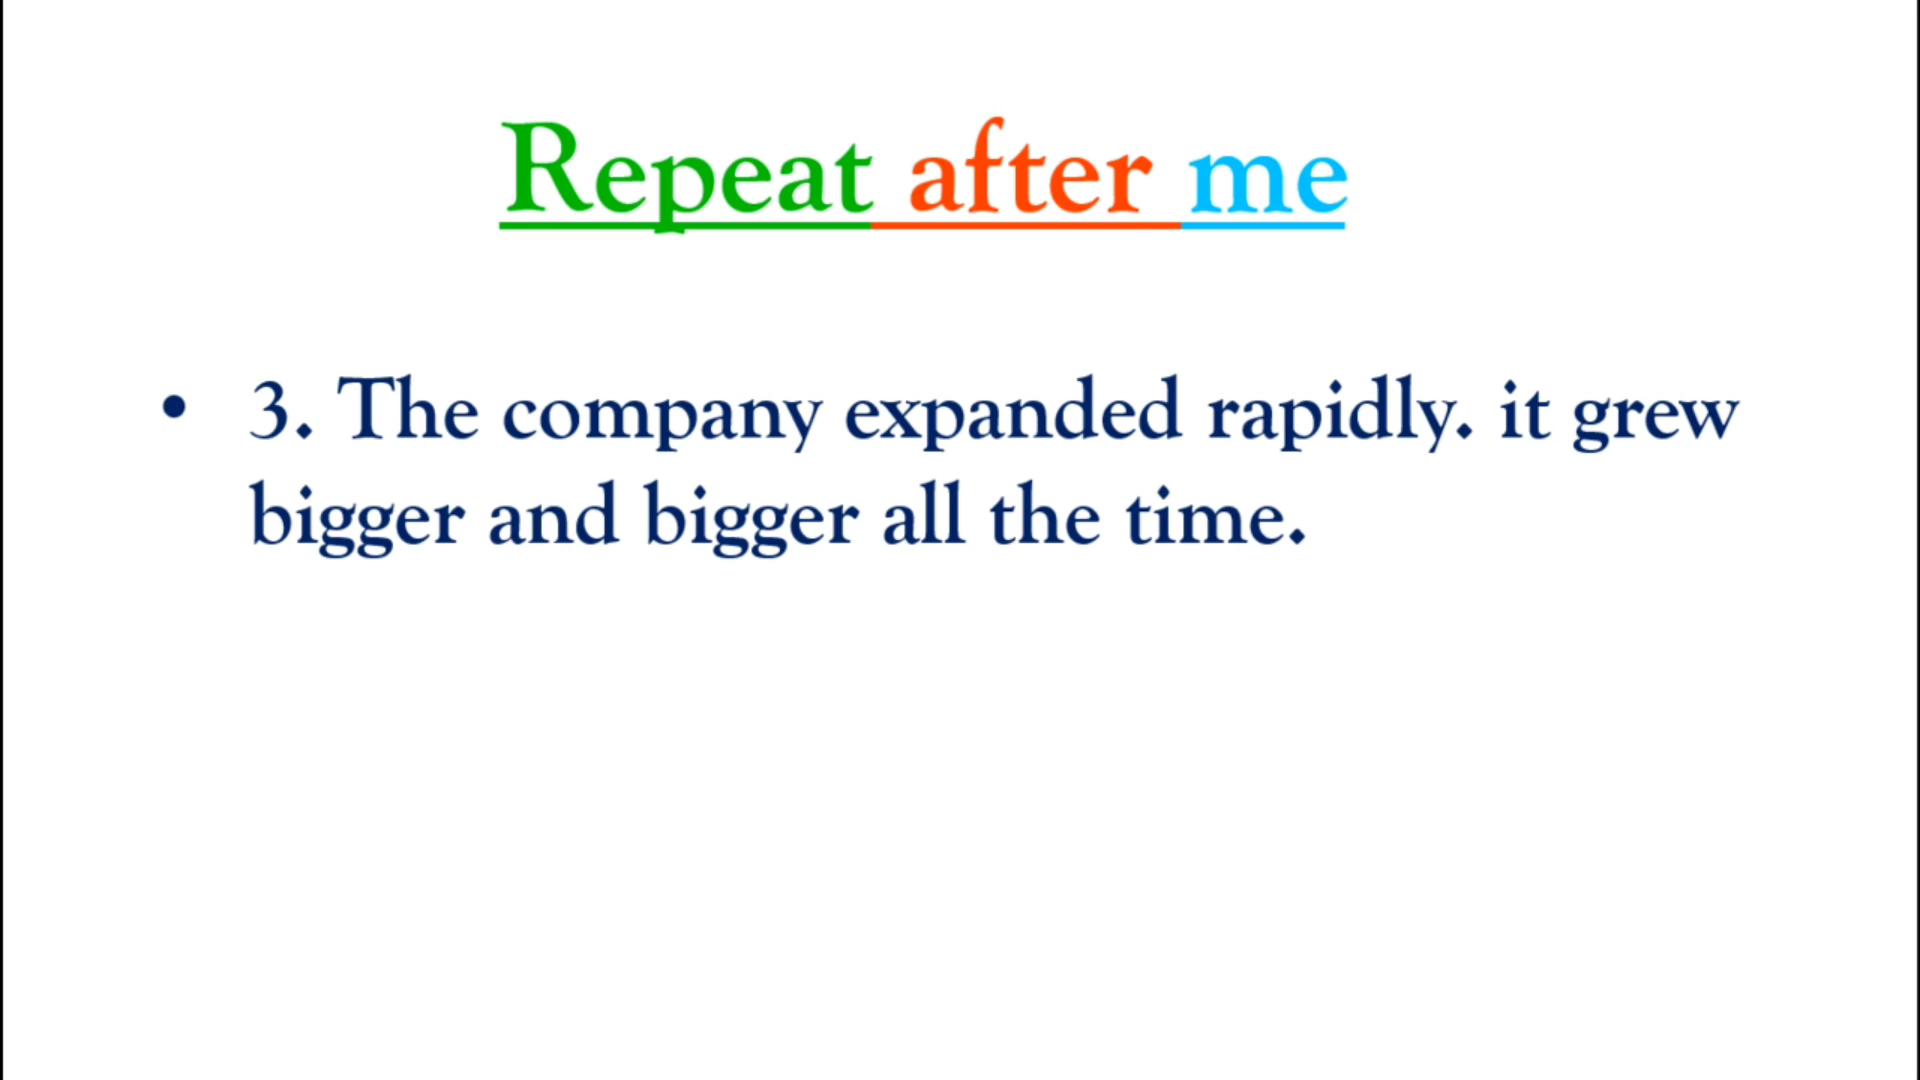 Repeat after me
• 3. The company expanded rapidly. it grew
bigger and bigger all the time.